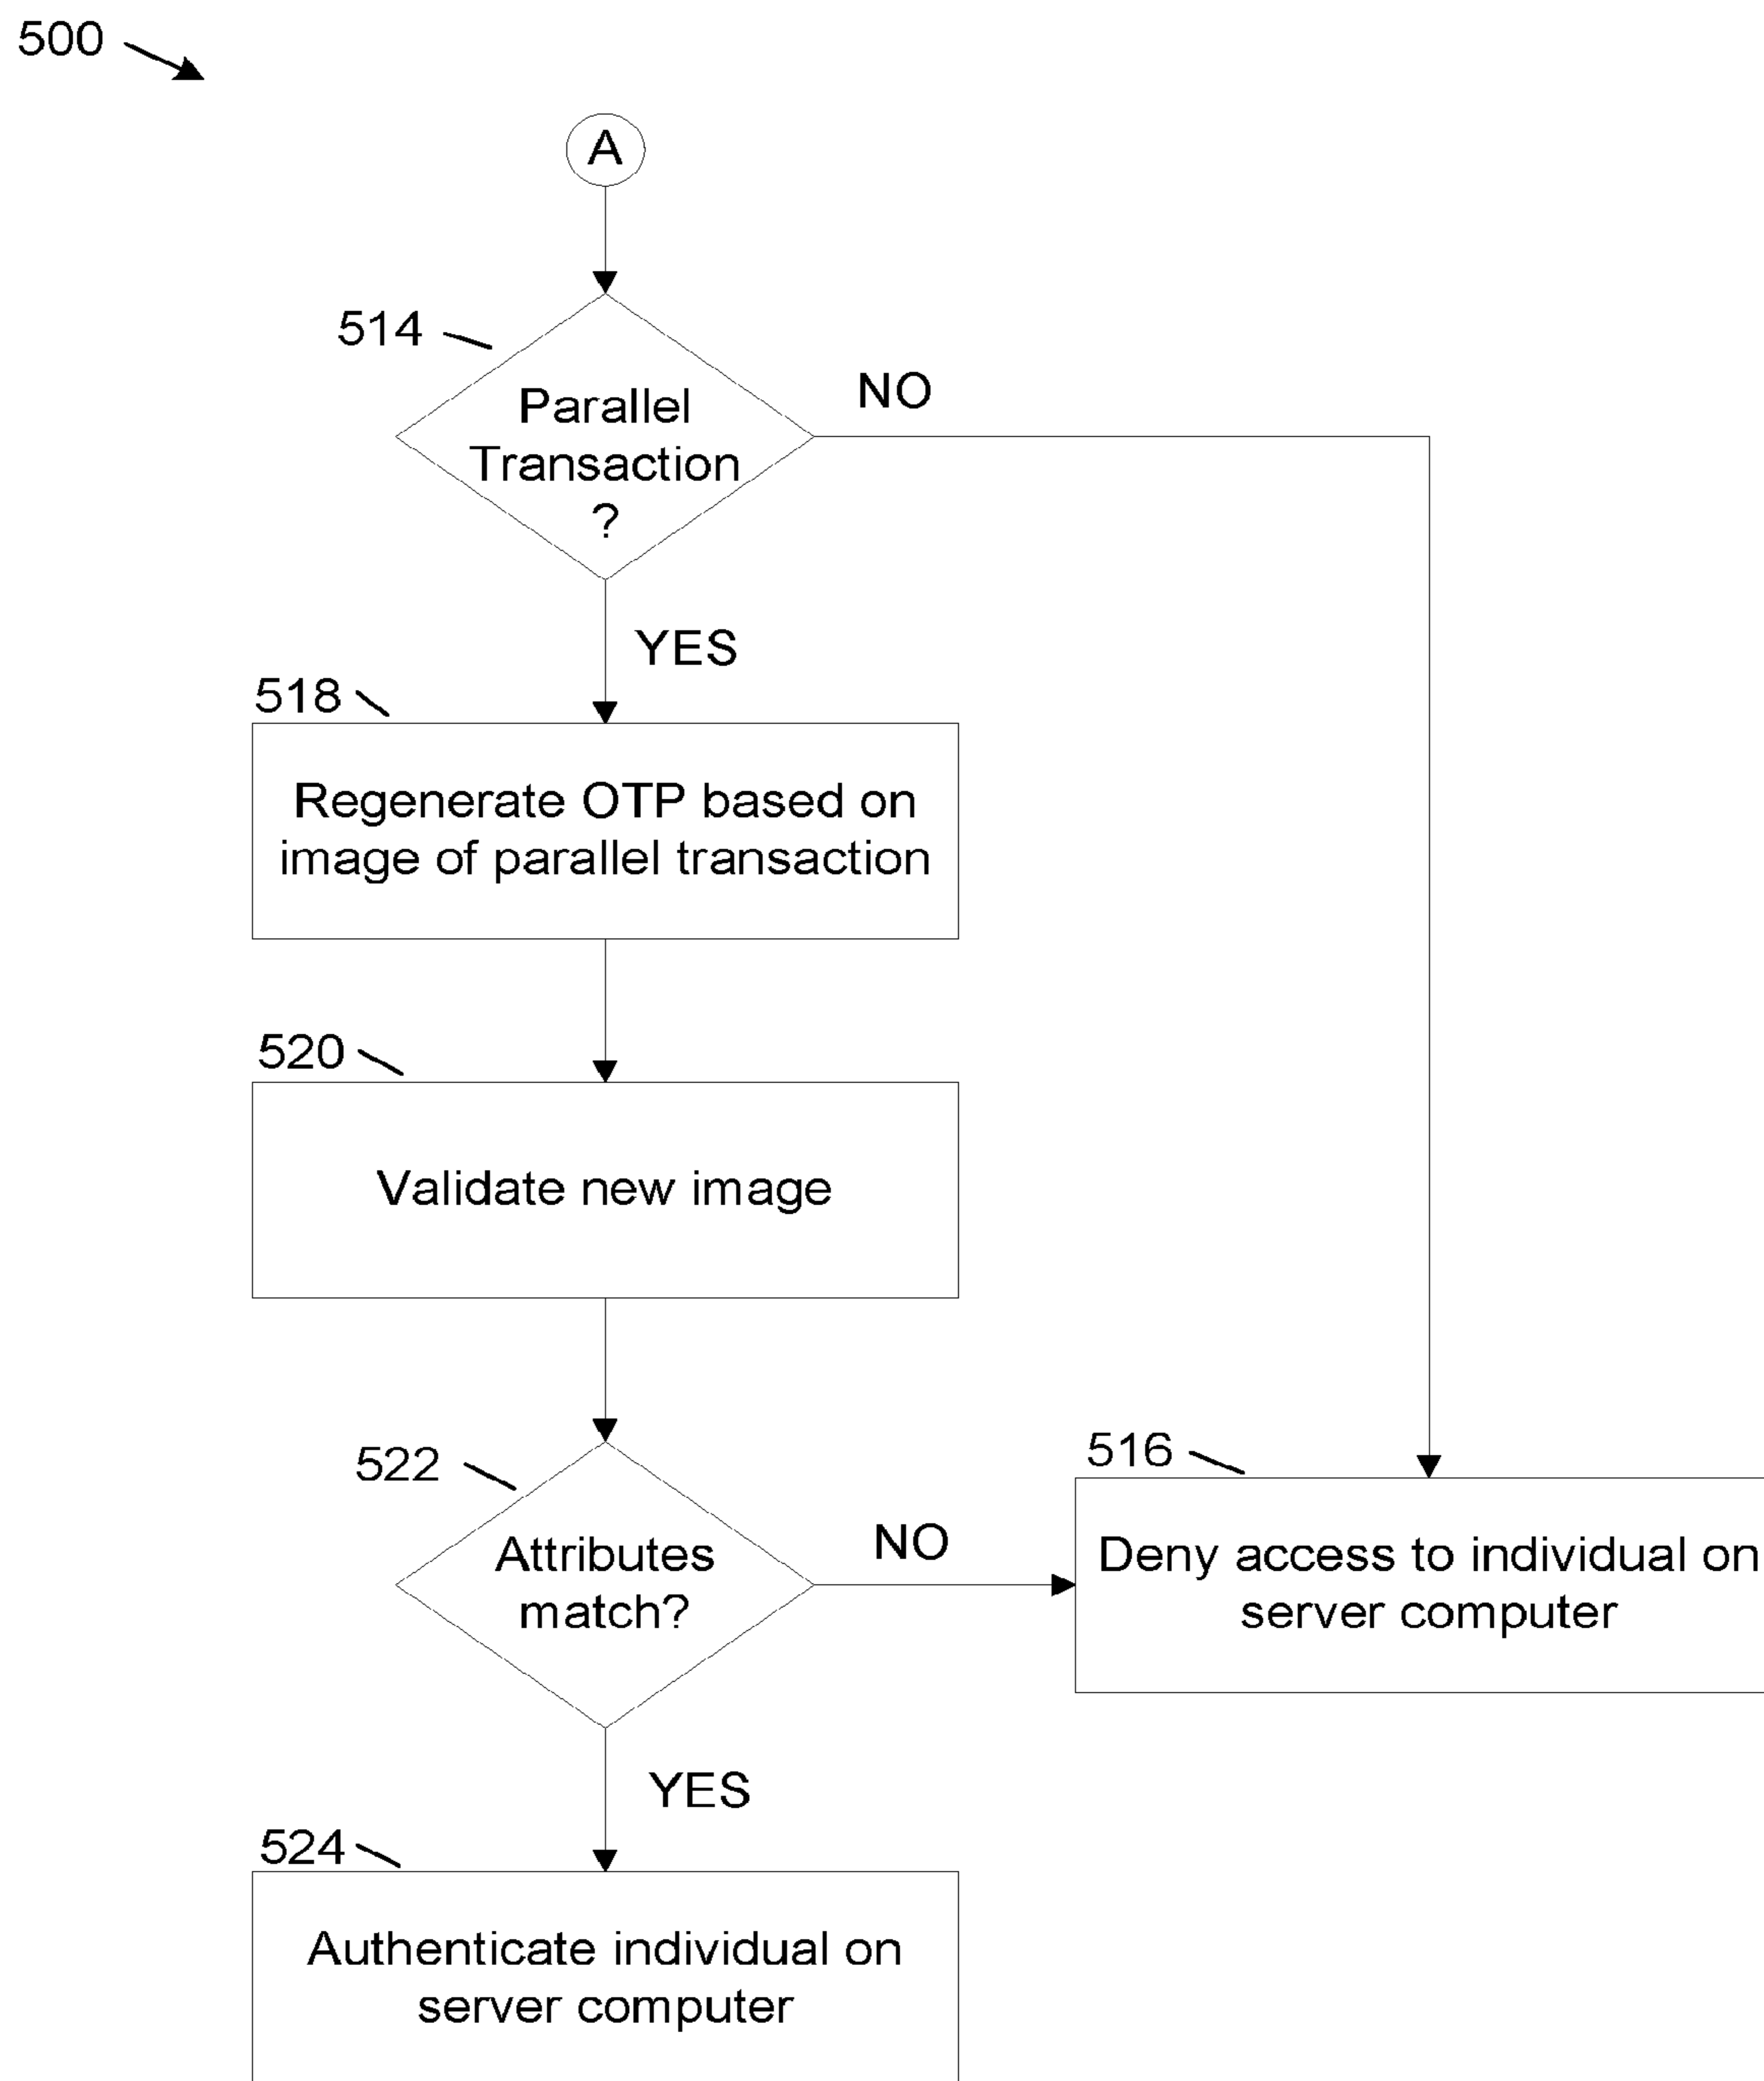 500
A
514
Parallel
Transaction
?
NO
YES
518
Regenerate OTP based on
image of parallel transaction
520
Validate new image
522
Attributes
match?
NO
516
Deny access to individual on
server computer
YES
524
Authenticate individual on
server computer